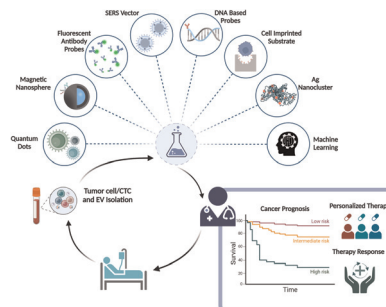 SERS Vector
DNA Based
Probes
Fluorescent
Antibody
Probes
Cell Imprinted
Substrate
Magnetic
Nanosphere
Ag
Nanocluster
Quantum
Dots
Machine
Learning
Tumor cell/CTC
and EV Isolation
Cancer Prognosis
Low risk
Intermediate risk
High risk
Survival
Time
Personalized Therapy
Therapy Response